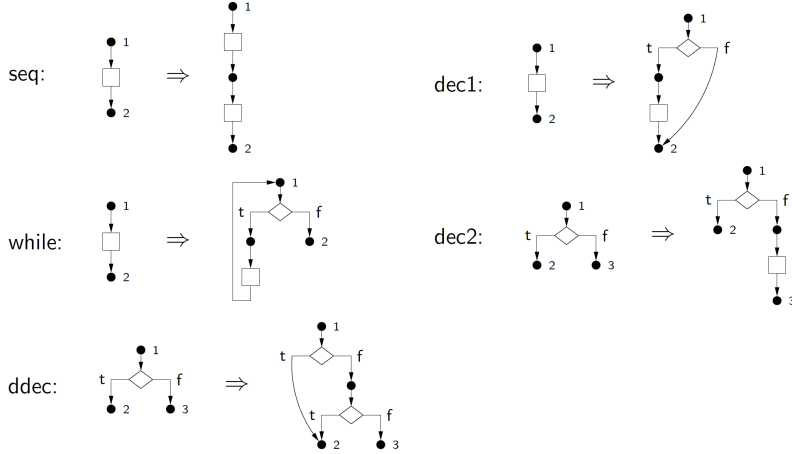 seq: 1 2 ⇒ 1 2
dec1: 1 2 ⇒ 1 t f 2
while: 1 2 ⇒ 1 t f 2
dec2: 1 t f 2 3 ⇒ 1 t f 2 3
ddec: 1 t f 2 3 ⇒ 1 t f t f 2 3